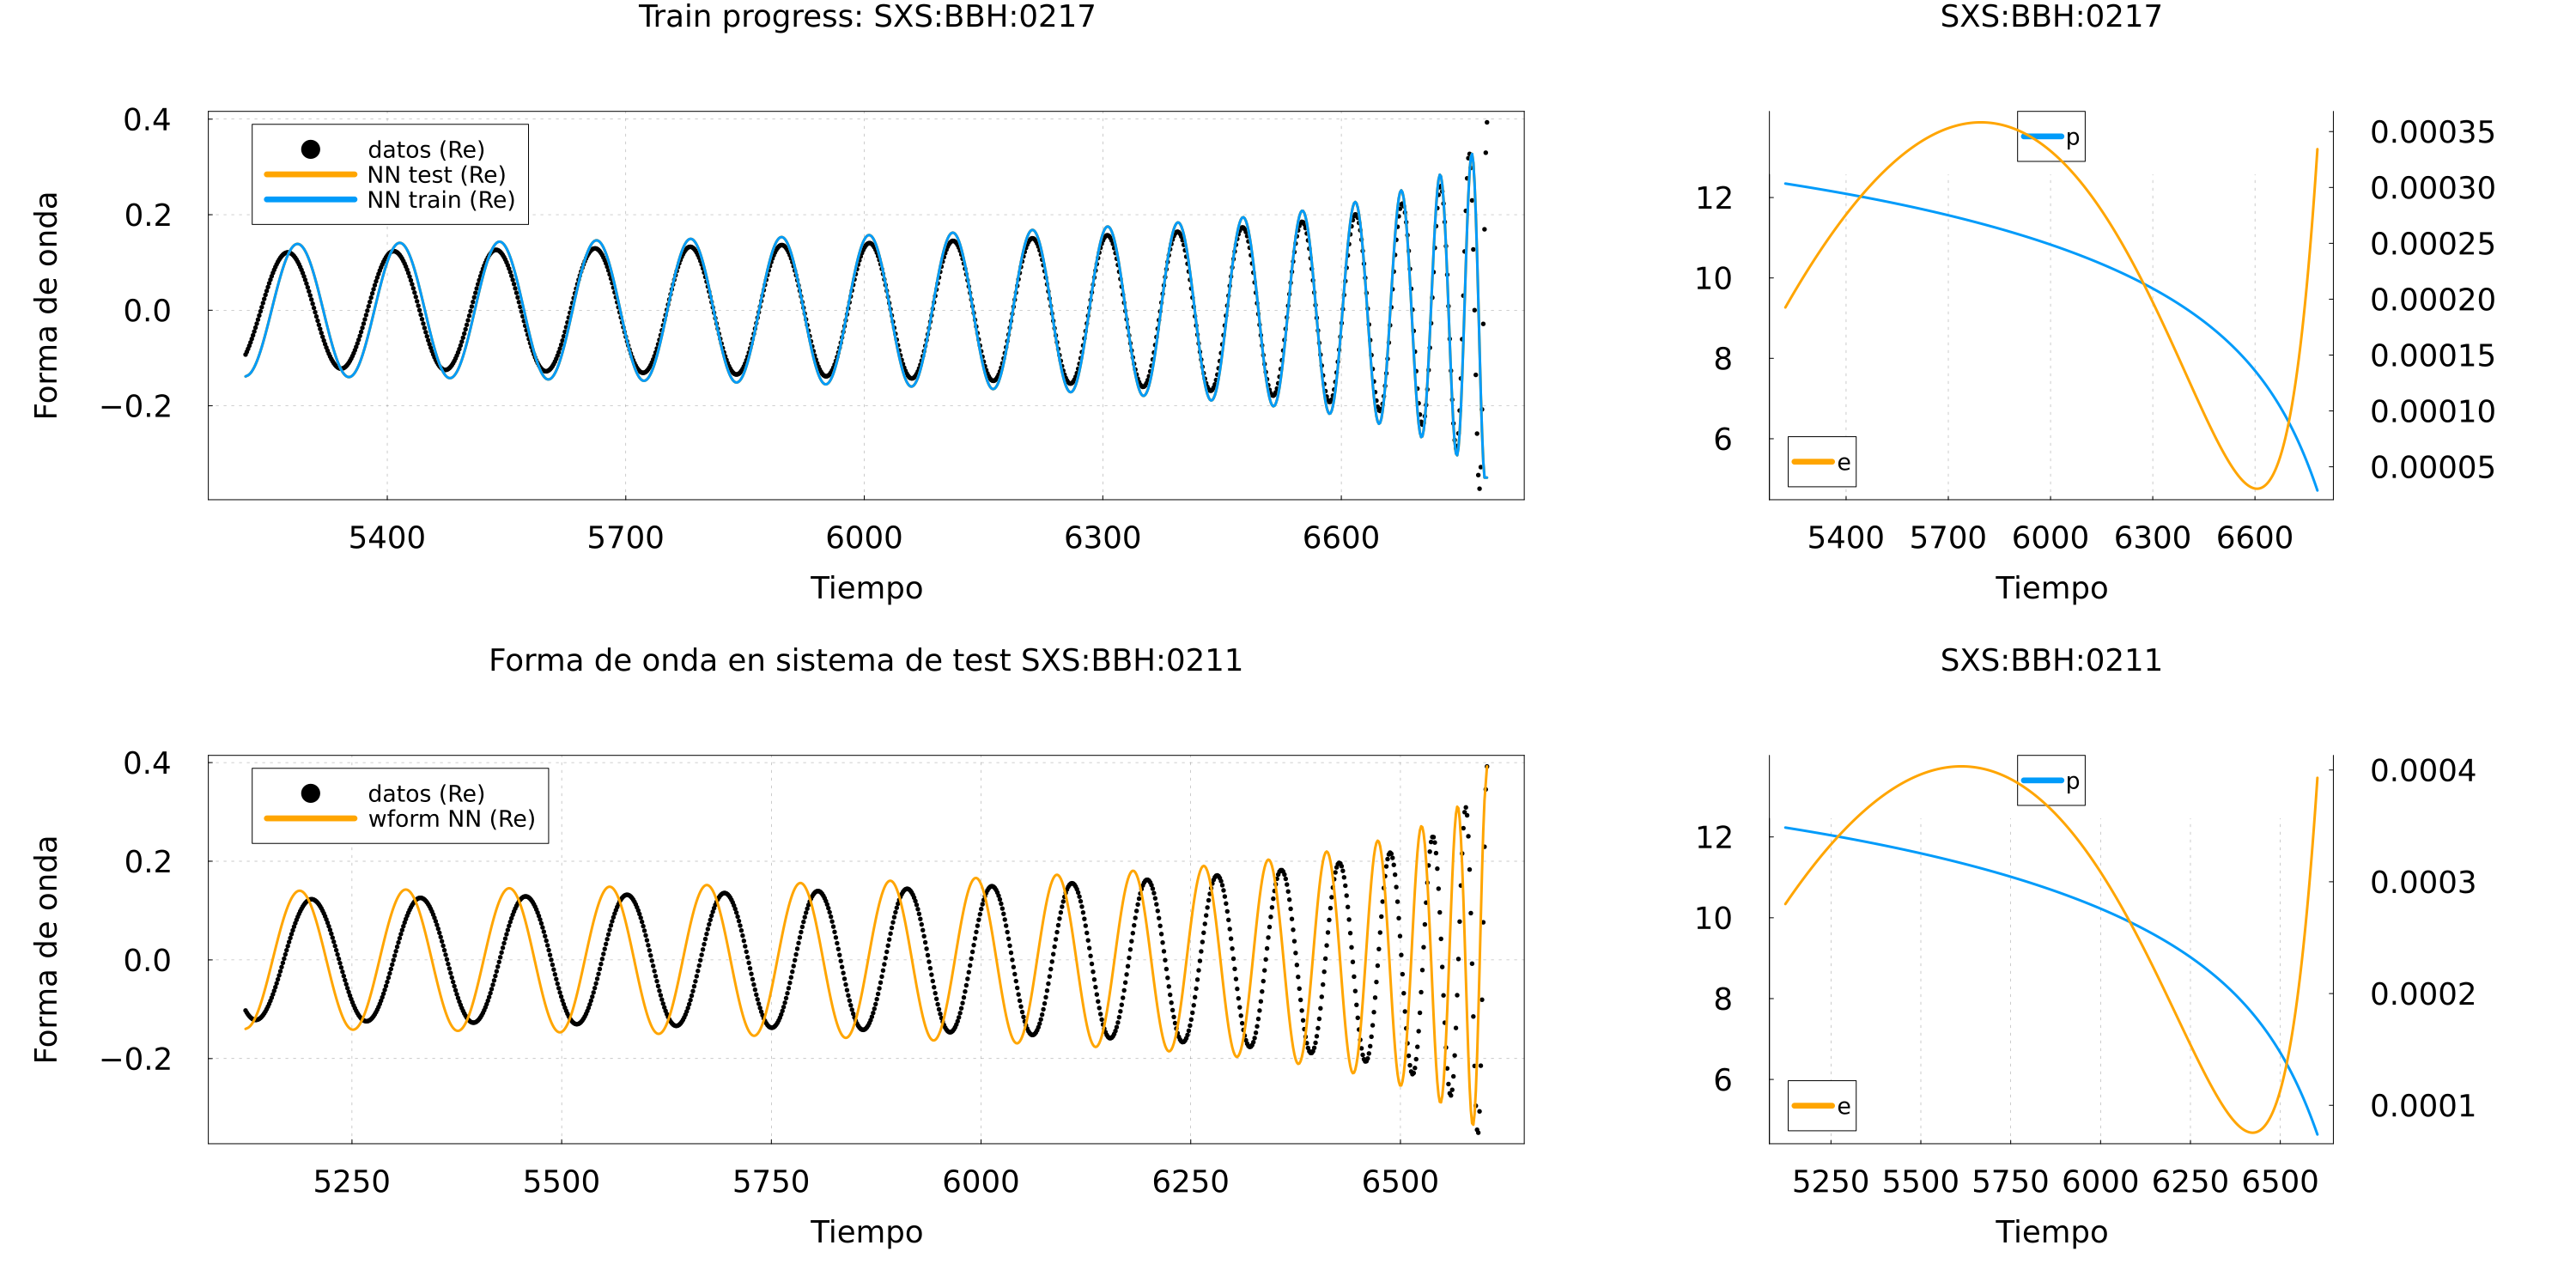 Train progress: SXS:BBH:0217
Forma de onda
0.4
0.2
0.0
−0.2
datos (Re)
NN test (Re)
NN train (Re)
5400 5700 6000 6300 6600
Tiempo
SXS:BBH:0217
12
10
8
6
p
e
0.00035
0.00030
0.00025
0.00020
0.00015
0.00010
0.00005
5400 5700 6000 6300 6600
Tiempo
Forma de onda en sistema de test SXS:BBH:0211
Forma de onda
0.4
0.2
0.0
−0.2
datos (Re)
wform NN (Re)
5250 5500 5750 6000 6250 6500
Tiempo
SXS:BBH:0211
12
10
8
6
p
e
0.0004
0.0003
0.0002
0.0001
5250 5500 5750 6000 6250 6500
Tiempo